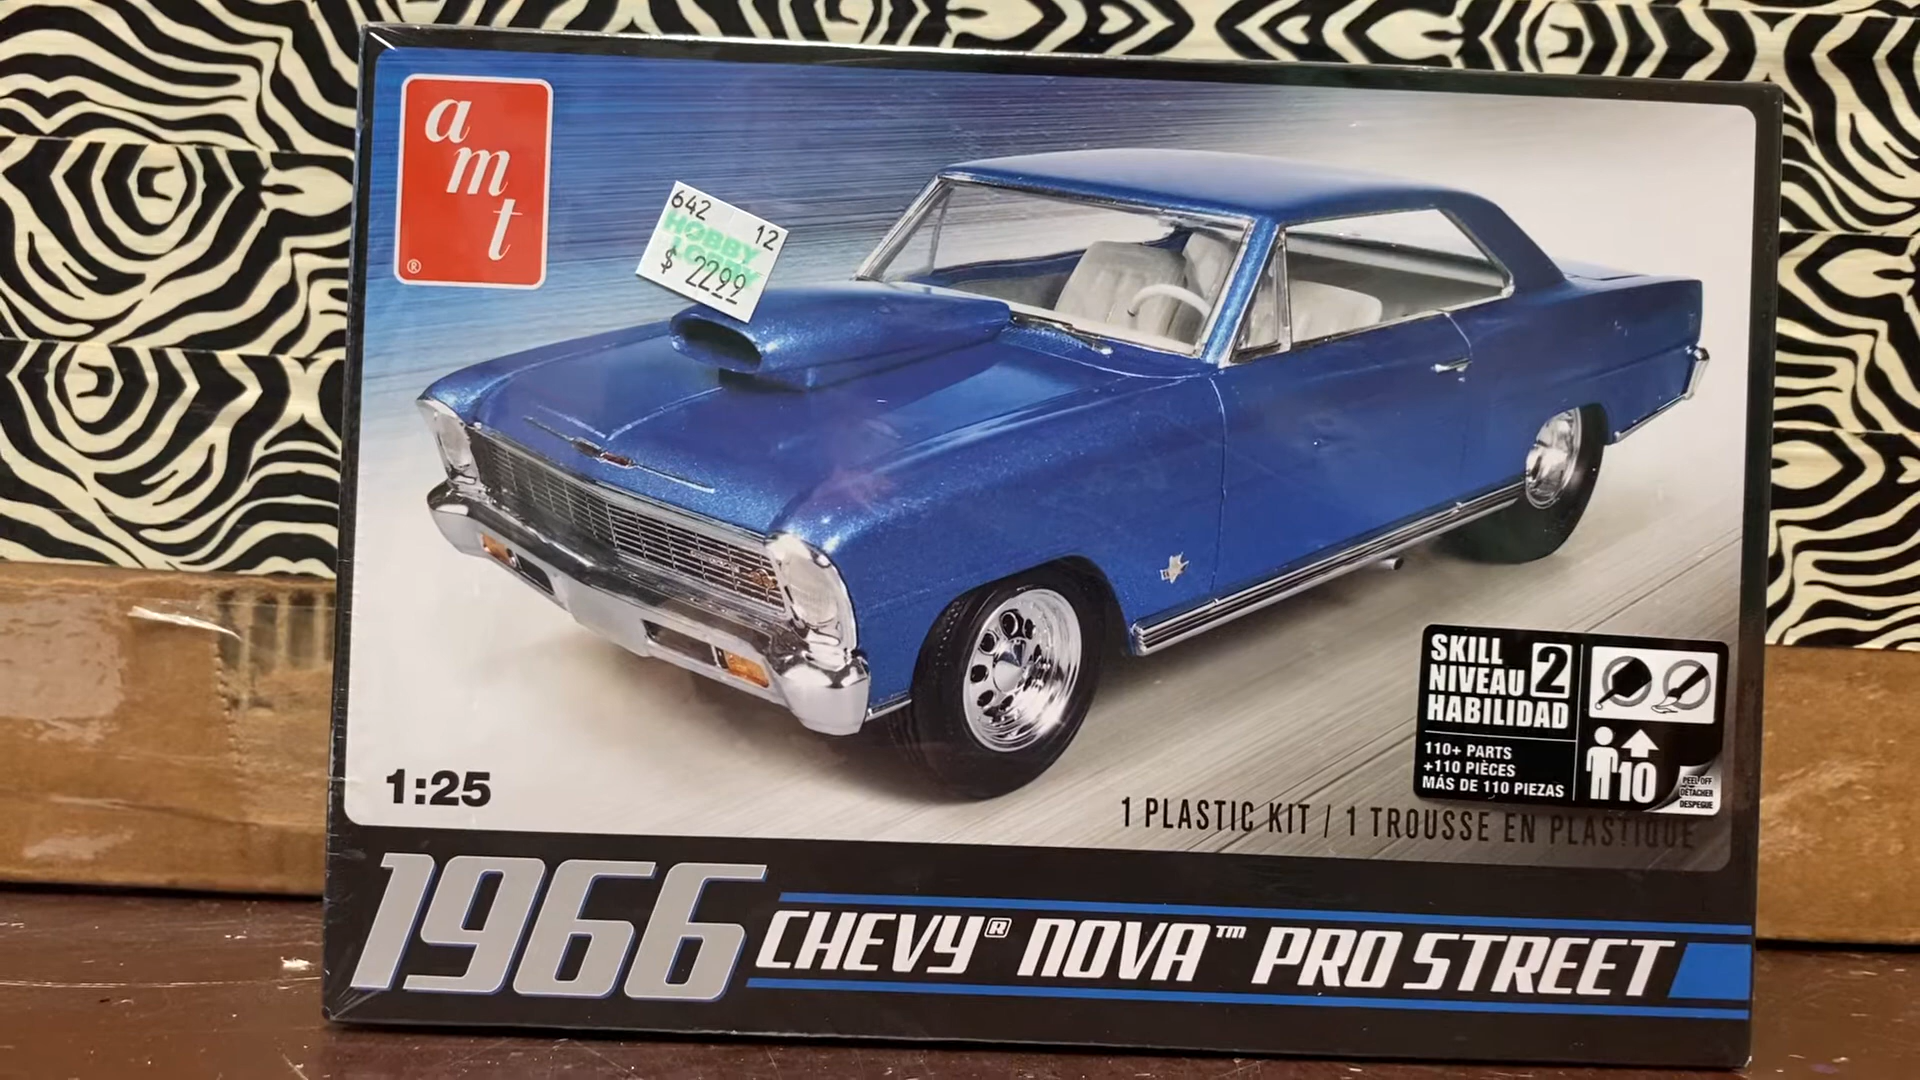 amt
®
642
12
HOBBY
LOBBY
$ 22.99
SKILL 2
NIVEAU
HABILIDAD
110+ PARTS
+110 PIÈCES
MÁS DE 110 PIEZAS
10
PEEL OFF
DÉTACHER
DESPEGUE
1:25
1 PLASTIC KIT / 1 TROUSSE EN PLASTIQUE
1966 CHEVY® NOVA™ PRO STREET